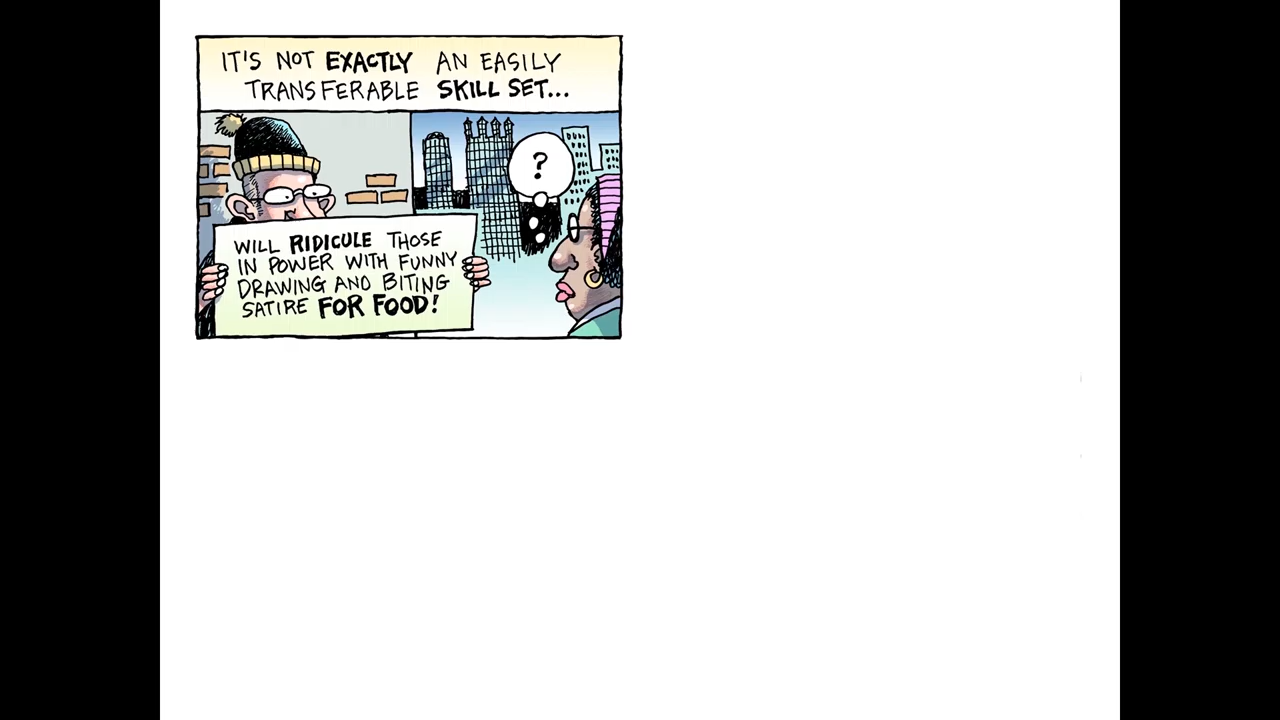 IT'S NOT EXACTLY AN EASILY
TRANSFERABLE SKILL SET...
?
WILL RIDICULE THOSE
IN POWER WITH FUNNY
DRAWING AND BITING
SATIRE FOR FOOD!